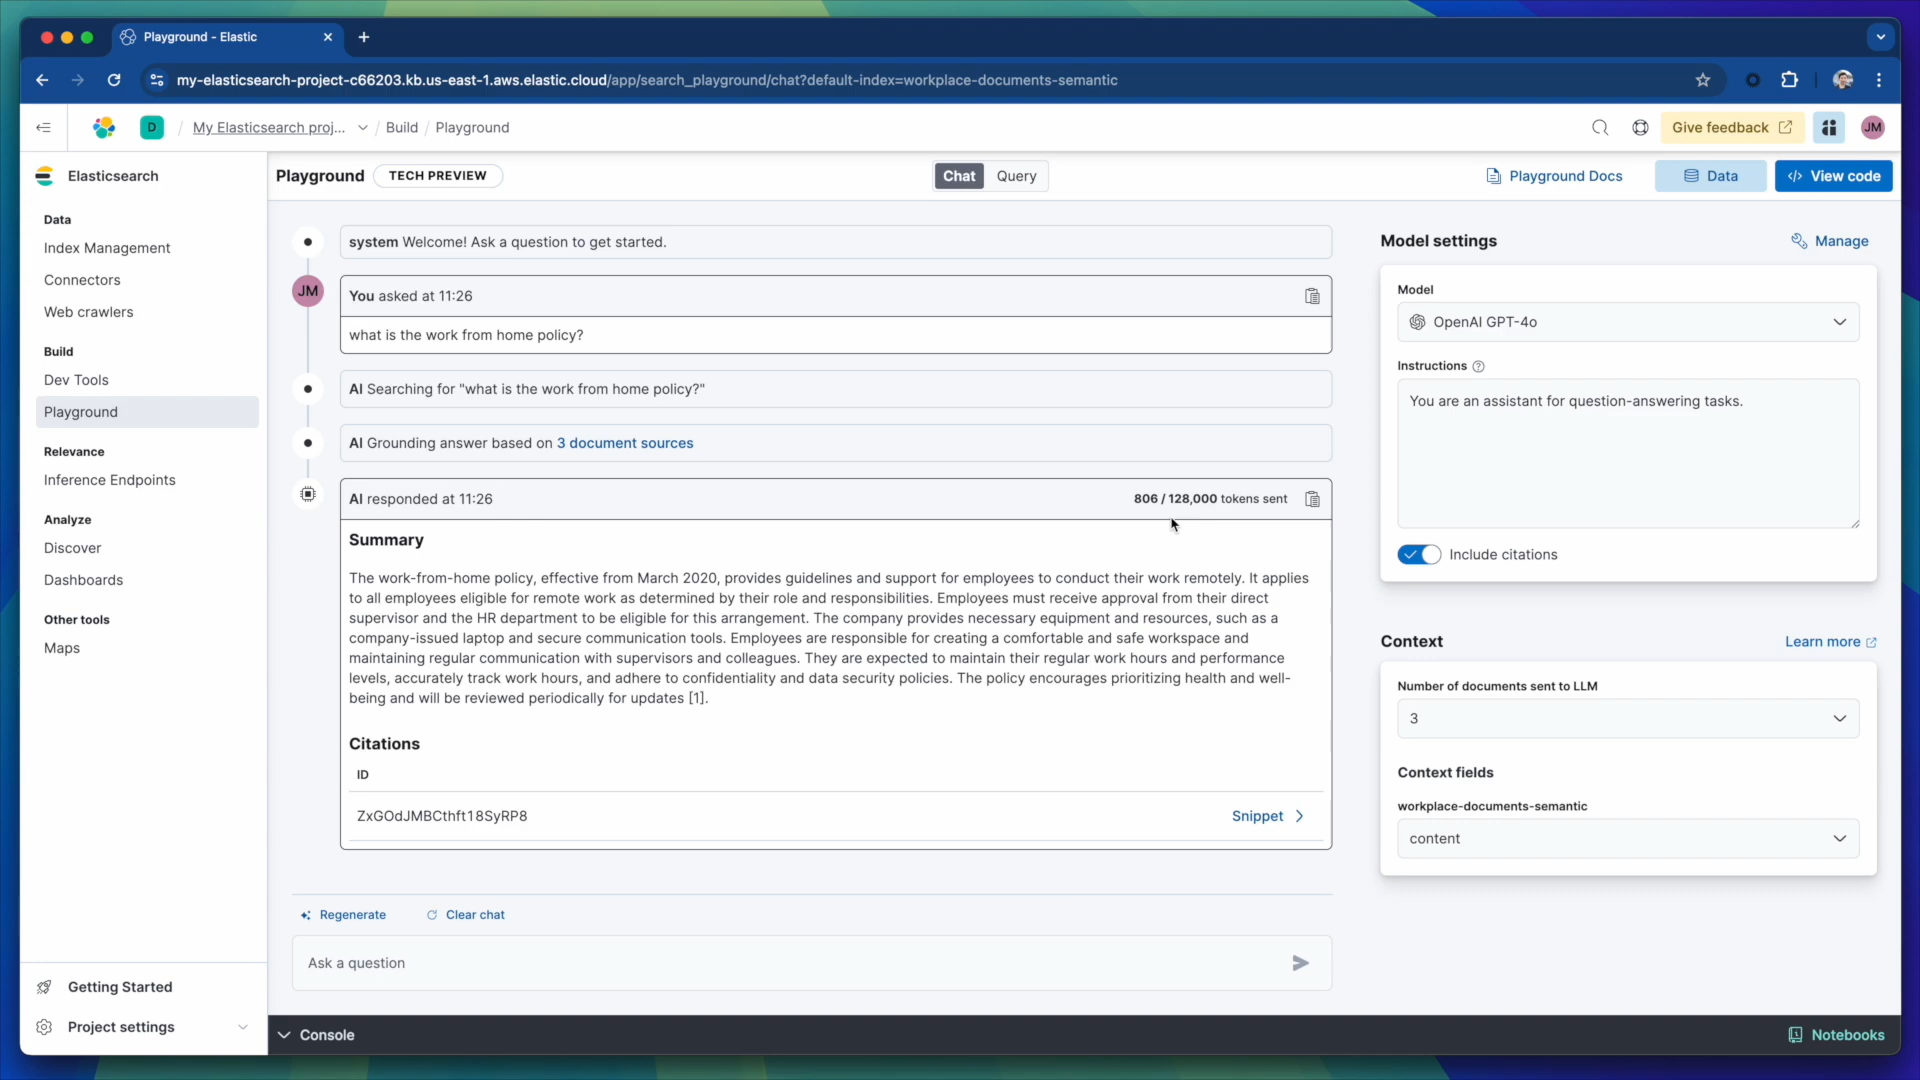 Playground - Elastic
my-elasticsearch-project-c66203.kb.us-east-1.aws.elastic.cloud/app/search_playground/chat?default-index=workplace-documents-semantic
D / My Elasticsearch proj... / Build / Playground
Give feedback
JM
Elasticsearch
Data
Index Management
Connectors
Web crawlers
Build
Dev Tools
Playground
Relevance
Inference Endpoints
Analyze
Discover
Dashboards
Other tools
Maps
Getting Started
Project settings
Playground TECH PREVIEW
Chat Query
Playground Docs
Data
View code
system Welcome! Ask a question to get started.
JM
You asked at 11:26
what is the work from home policy?
AI Searching for "what is the work from home policy?"
AI Grounding answer based on 3 document sources
AI responded at 11:26
806 / 128,000 tokens sent
Summary
The work-from-home policy, effective from March 2020, provides guidelines and support for employees to conduct their work remotely. It applies
to all employees eligible for remote work as determined by their role and responsibilities. Employees must receive approval from their direct
supervisor and the HR department to be eligible for this arrangement. The company provides necessary equipment and resources, such as a
company-issued laptop and secure communication tools. Employees are responsible for creating a comfortable and safe workspace and
maintaining regular communication with supervisors and colleagues. They are expected to maintain their regular work hours and performance
levels, accurately track work hours, and adhere to confidentiality and data security policies. The policy encourages prioritizing health and well-
being and will be reviewed periodically for updates [1].
Citations
ID
ZxGOdJMBCthft18SyRP8
Snippet
Regenerate
Clear chat
Ask a question
Model settings
Manage
Model
OpenAI GPT-4o
Instructions
You are an assistant for question-answering tasks.
Include citations
Context
Learn more
Number of documents sent to LLM
3
Context fields
workplace-documents-semantic
content
Console
Notebooks